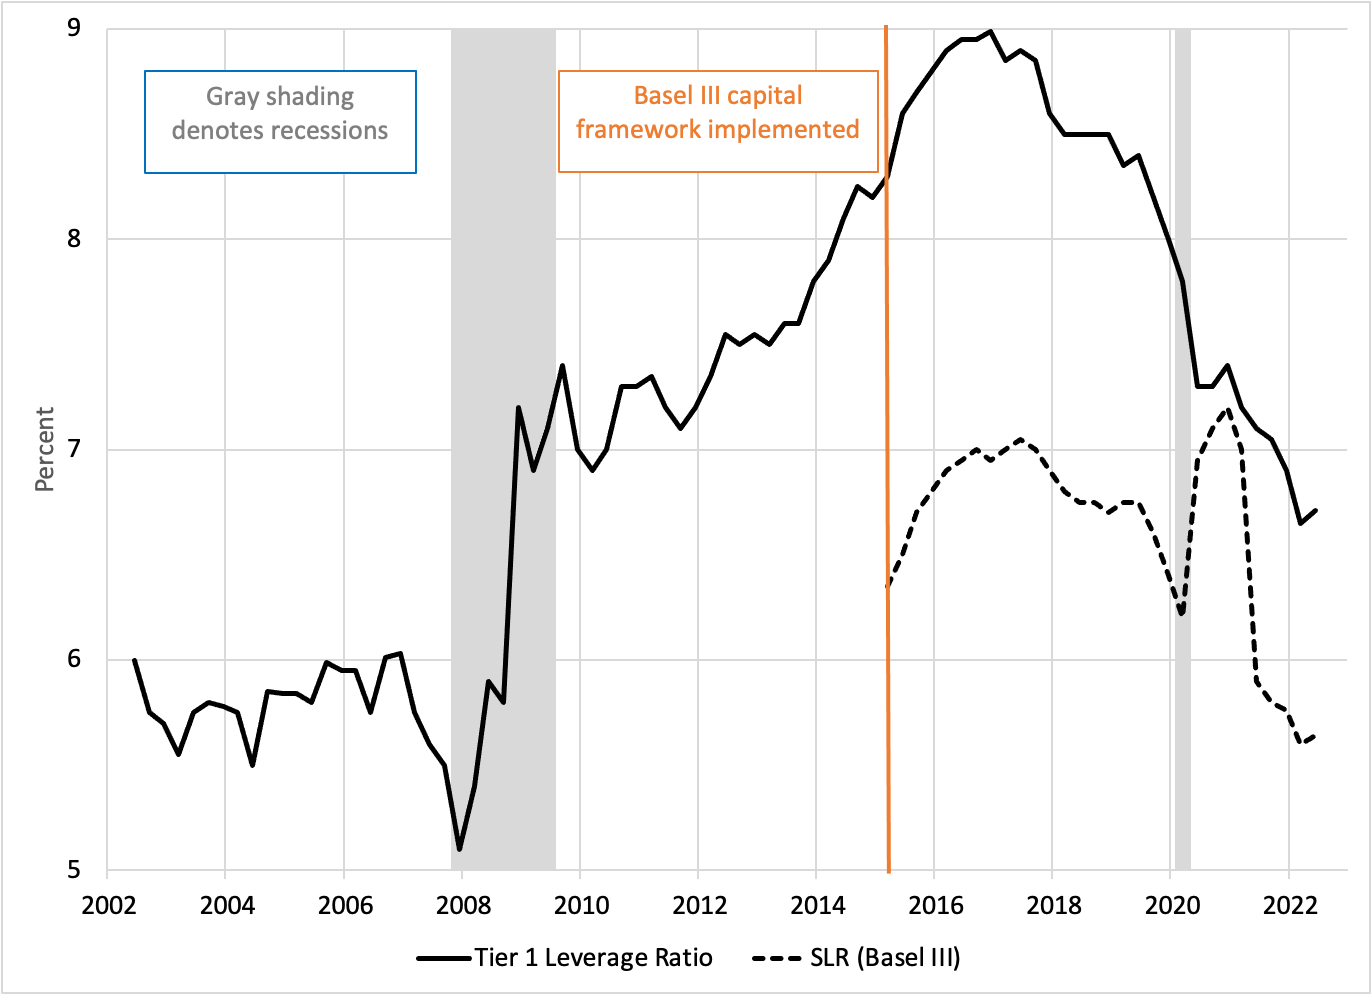 9
Gray shading
denotes recessions
Basel III capital
framework implemented
8
7
Percent
6
5
2002 2004 2006 2008 2010 2012 2014 2016 2018 2020 2022
Tier 1 Leverage Ratio SLR (Basel III)